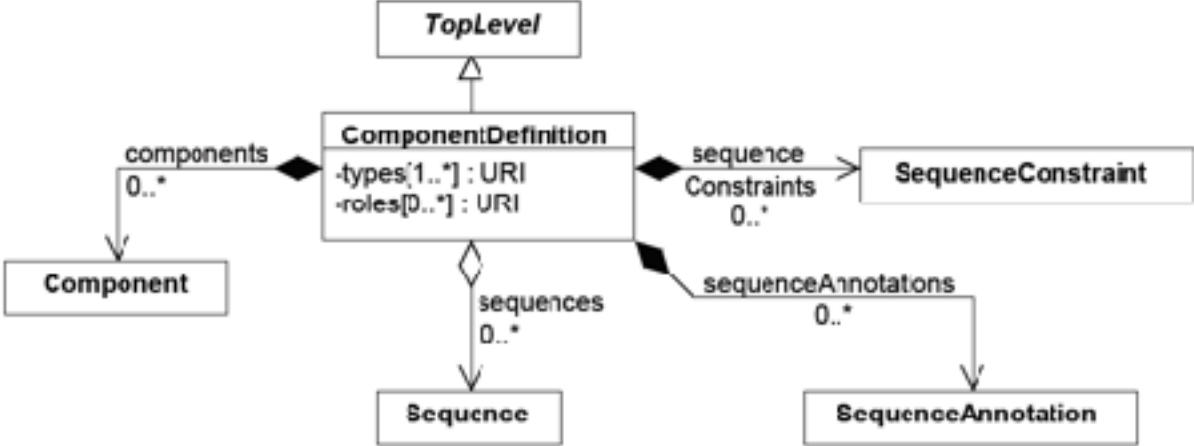 TopLevel
ComponentDefinition
-types[1..*] : URI
-roles[0..*] : URI
components
0..*
sequence
Constraints
0..*
SequenceConstraint
Component
sequences
0..*
sequenceAnnotations
0..*
Sequence
SequenceAnnotation